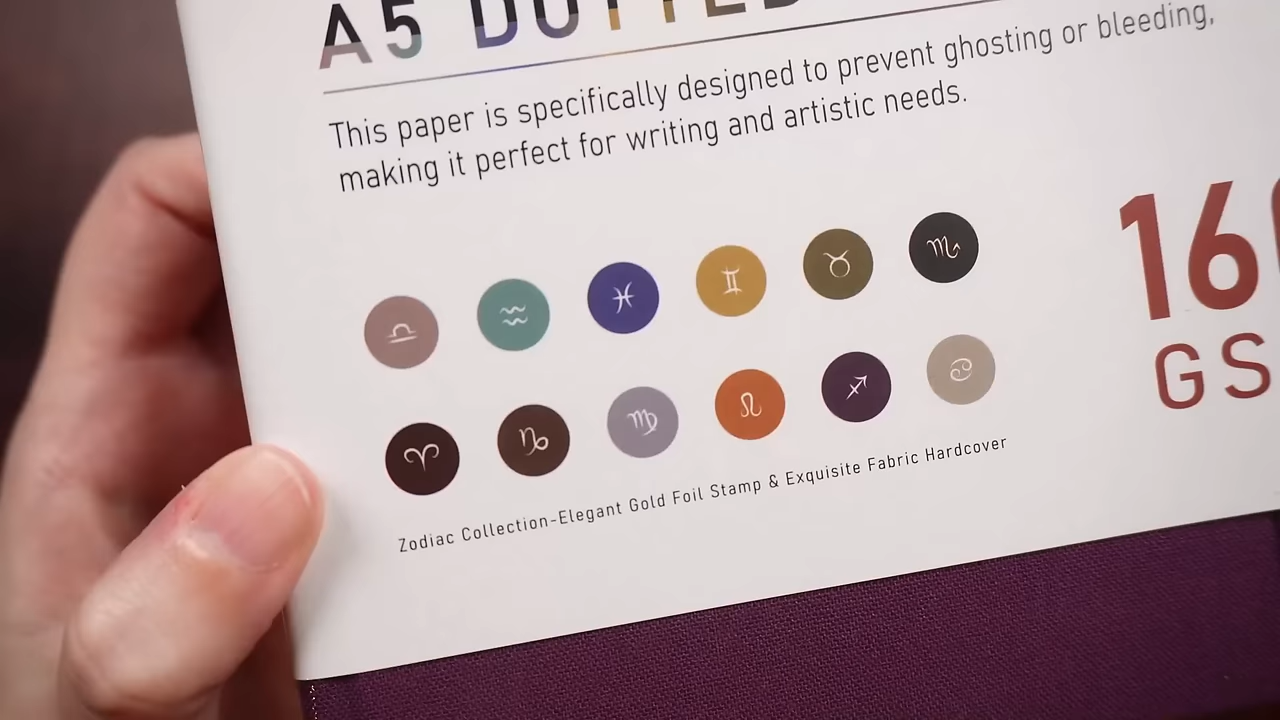 A5 DOTTED
This paper is specifically designed to prevent ghosting or bleeding,
making it perfect for writing and artistic needs.
♎ ♒ ♓ ♊ ♉ ♏
♈ ♑ ♍ ♌ ♐ ♋
Zodiac Collection-Elegant Gold Foil Stamp & Exquisite Fabric Hardcover
16
GS